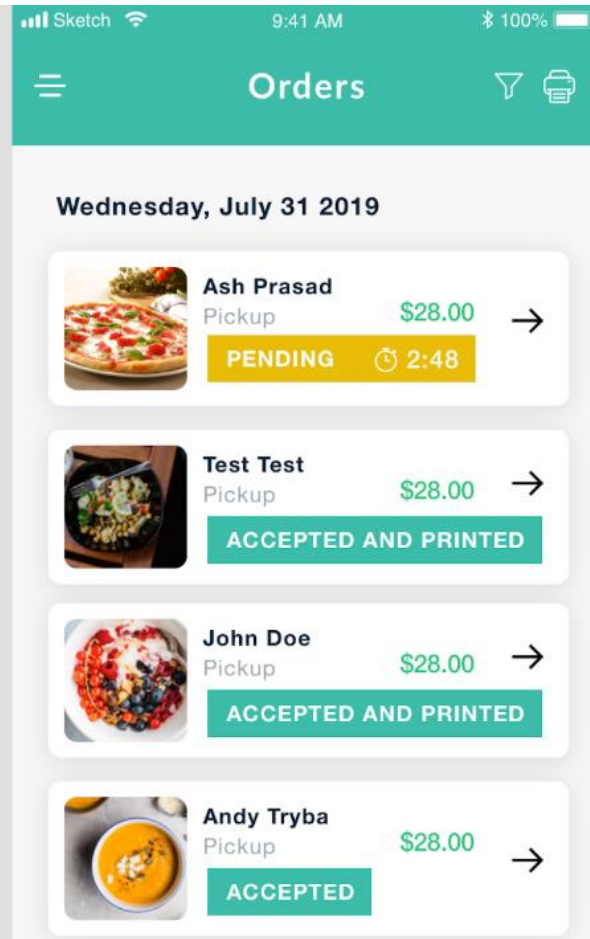 Sketch 9:41 AM 100%
Orders
Wednesday, July 31 2019
Ash Prasad
Pickup $28.00
PENDING 2:48
Test Test
Pickup $28.00
ACCEPTED AND PRINTED
John Doe
Pickup $28.00
ACCEPTED AND PRINTED
Andy Tryba
Pickup $28.00
ACCEPTED